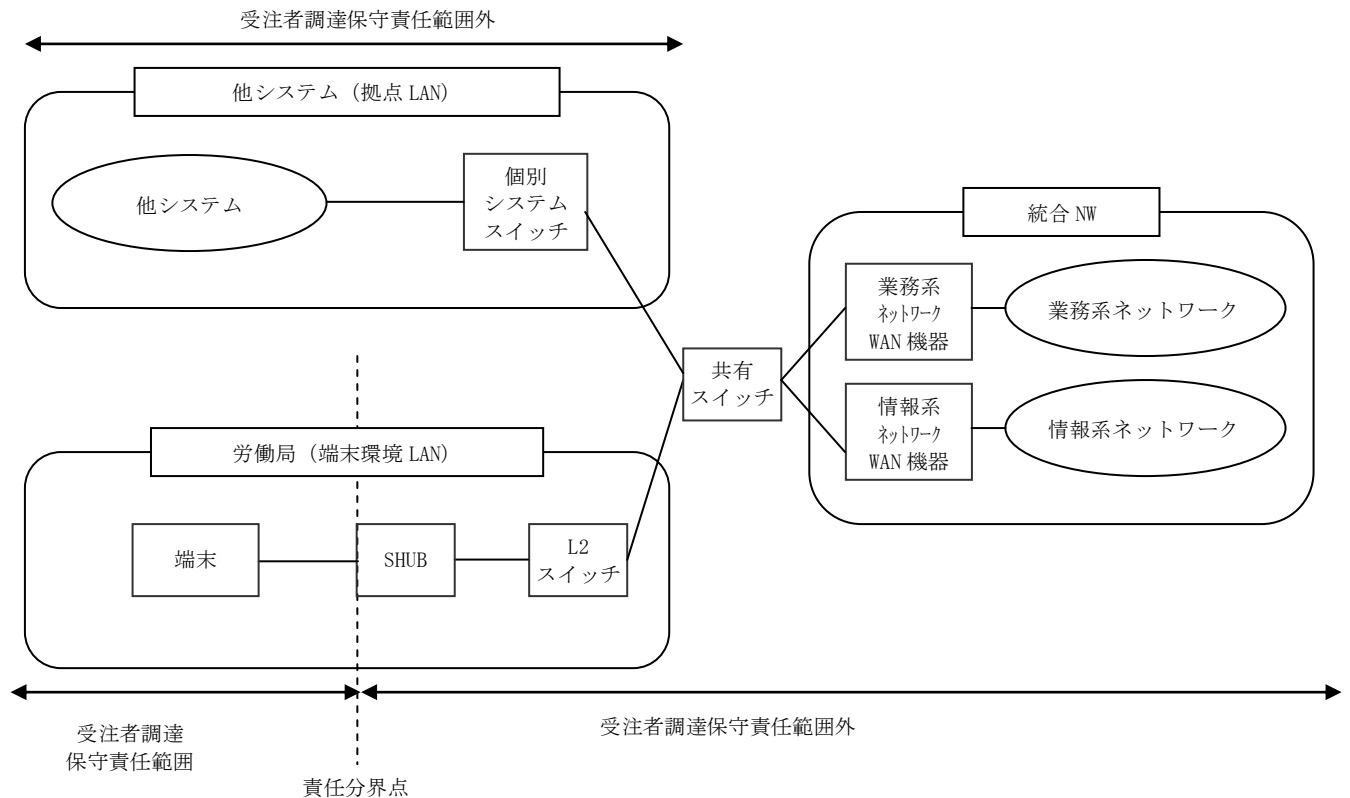 受注者調達保守責任範囲外
他システム（拠点 LAN）
他システム
個別
システム
スイッチ
統合 NW
業務系
ネットワーク
WAN 機器
業務系ネットワーク
共有
スイッチ
情報系
ネットワーク
WAN 機器
情報系ネットワーク
労働局（端末環境 LAN）
端末
SHUB
L2
スイッチ
受注者調達
保守責任範囲
受注者調達保守責任範囲外
責任分界点